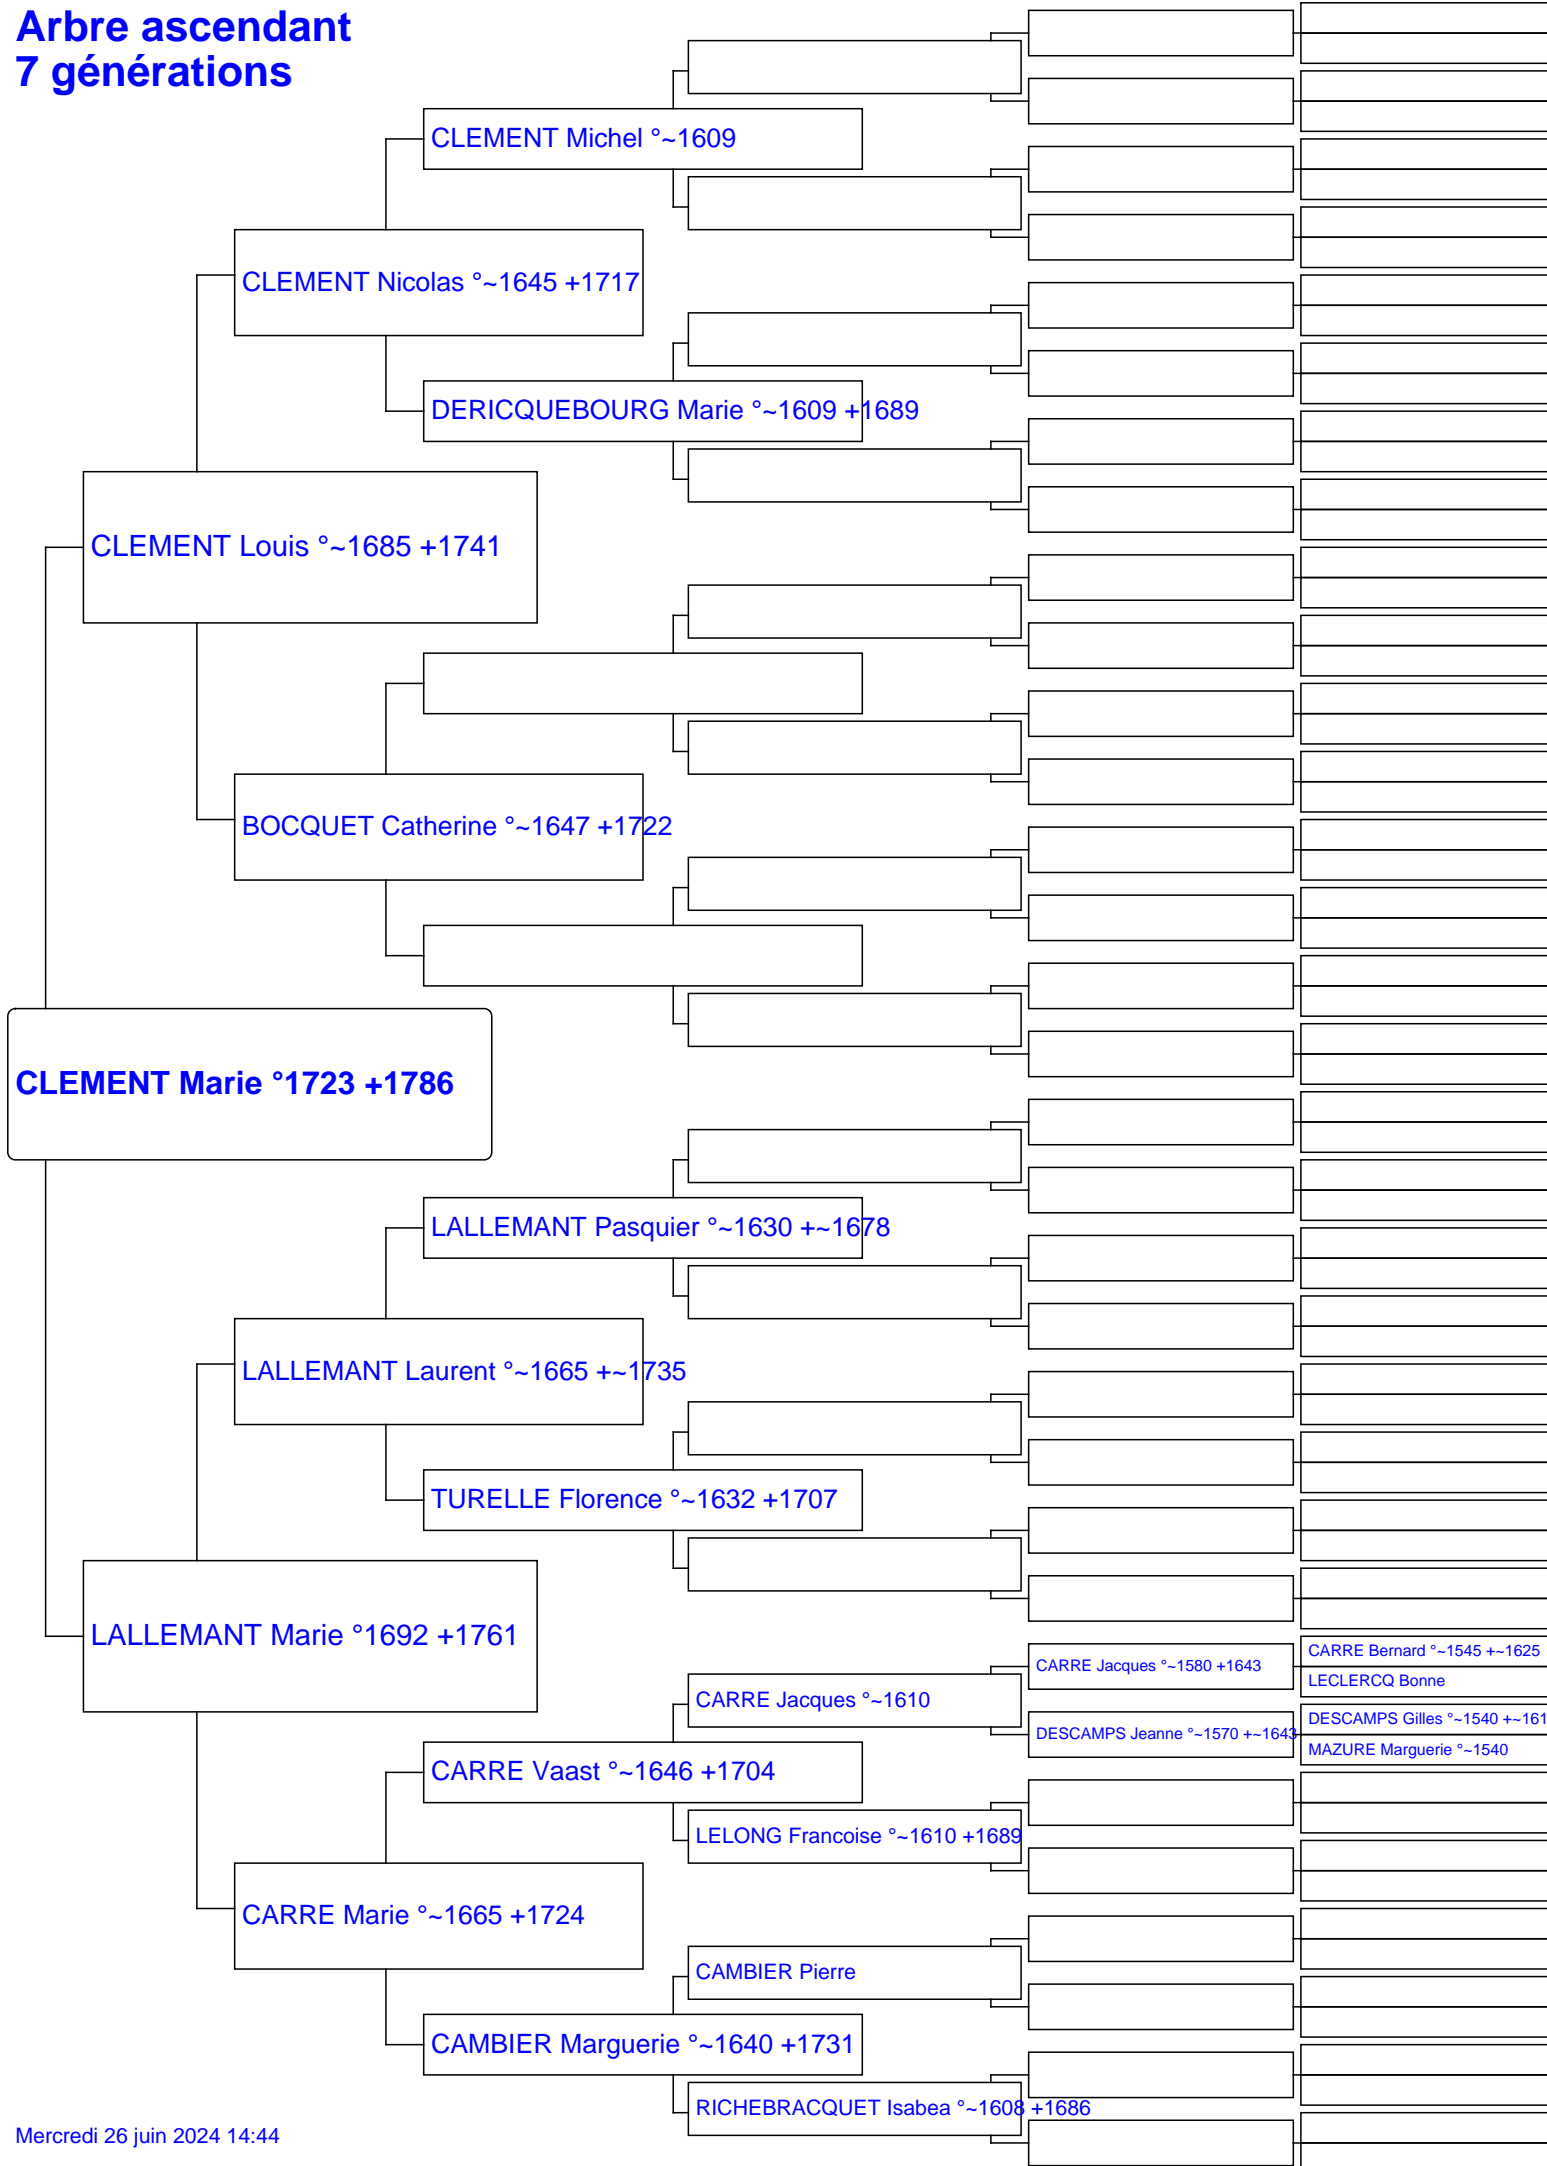 Arbre ascendant
7 générations
CLEMENT Michel °~1609
CLEMENT Nicolas °~1645 +1717
DERICQUEBOURG Marie °~1609 +1689
CLEMENT Louis °~1685 +1741
BOCQUET Catherine °~1647 +1722
CLEMENT Marie °1723 +1786
LALLEMANT Pasquier °~1630 +~1678
LALLEMANT Laurent °~1665 +~1735
TURELLE Florence °~1632 +1707
LALLEMANT Marie °1692 +1761
CARRE Bernard °~1545 +~1625
CARRE Jacques °~1580 +1643
LECLERCQ Bonne
CARRE Jacques °~1610
DESCAMPS Gilles °~1540 +~161
DESCAMPS Jeanne °~1570 +~1643
MAZURE Marguerie °~1540
CARRE Vaast °~1646 +1704
LELONG Francoise °~1610 +1689
CARRE Marie °~1665 +1724
CAMBIER Pierre
CAMBIER Marguerie °~1640 +1731
RICHEBRACQUET Isabea °~1608 +1686
Mercredi 26 juin 2024 14:44